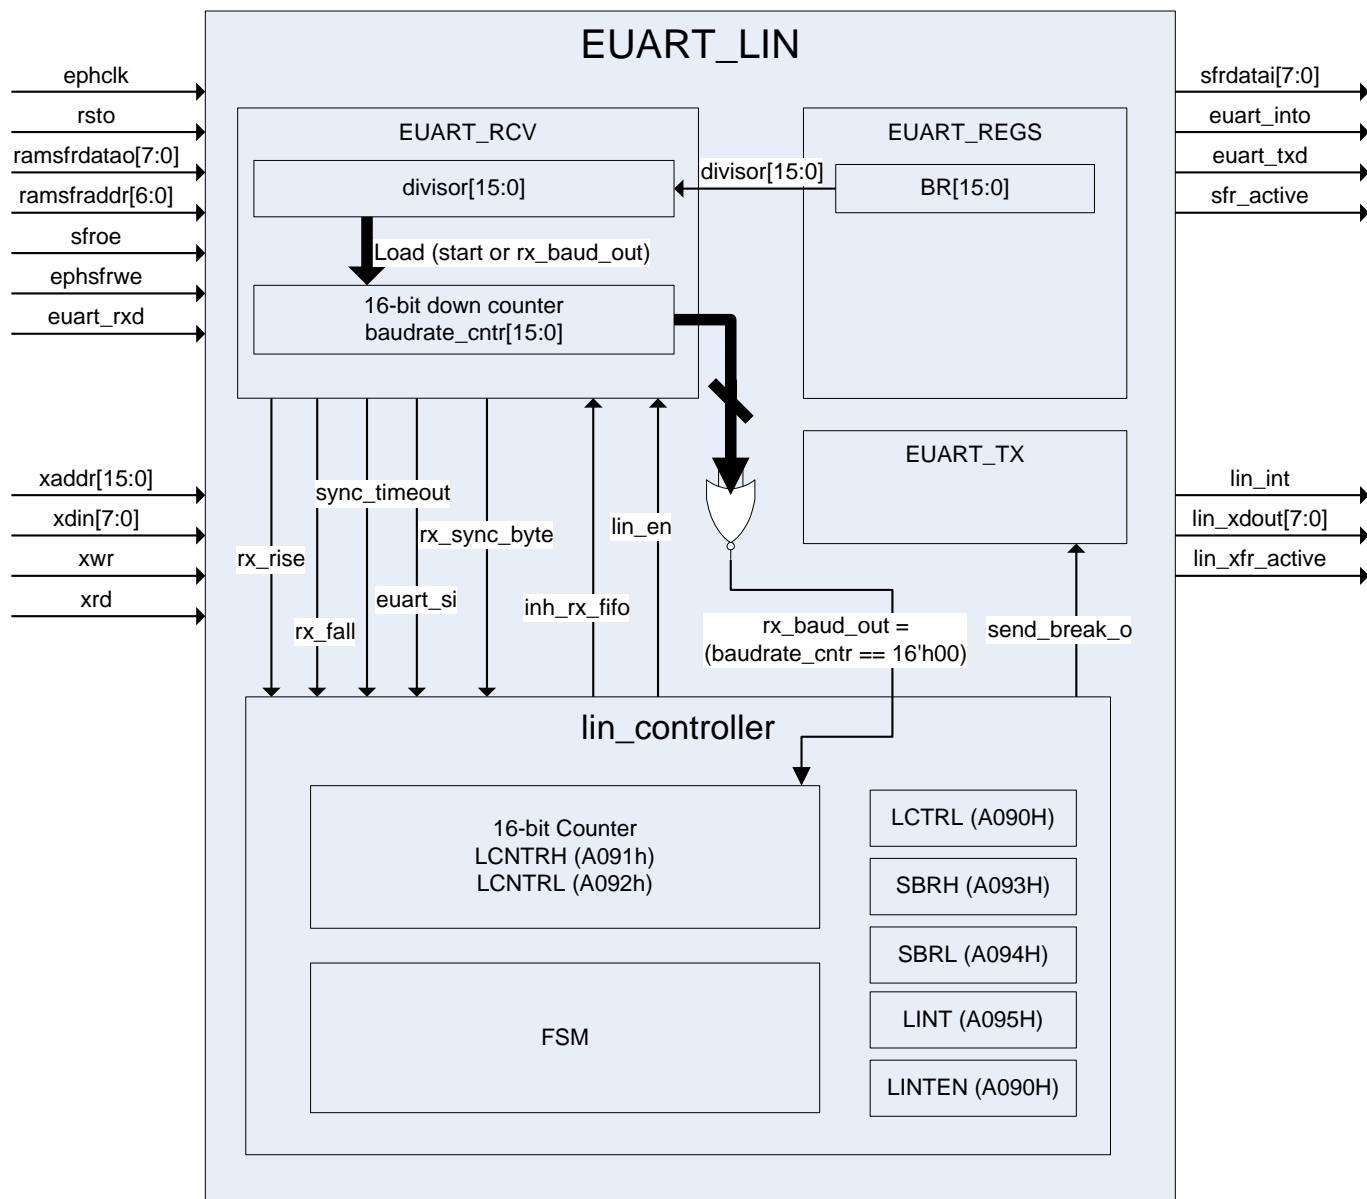 EUART_LIN
ephclk
rsto
ramsfrdatao[7:0]
ramsfraddr[6:0]
sfroe
ephsfrwe
euart_rxd
xaddr[15:0]
xdin[7:0]
xwr
xrd
EUART_RCV
divisor[15:0]
Load (start or rx_baud_out)
16-bit down counter
baudrate_cntr[15:0]
divisor[15:0]
EUART_REGS
BR[15:0]
EUART_TX
sfrdatai[7:0]
euart_into
euart_txd
sfr_active
lin_int
lin_xdout[7:0]
lin_xfr_active
sync_timeout
rx_sync_byte
lin_en
rx_rise
euart_si
inh_rx_fifo
rx_fall
rx_baud_out =
(baudrate_cntr == 16'h00)
send_break_o
lin_controller
16-bit Counter
LCNTRH (A091h)
LCNTRL (A092h)
FSM
LCTRL (A090H)
SBRH (A093H)
SBRL (A094H)
LINT (A095H)
LINTEN (A090H)